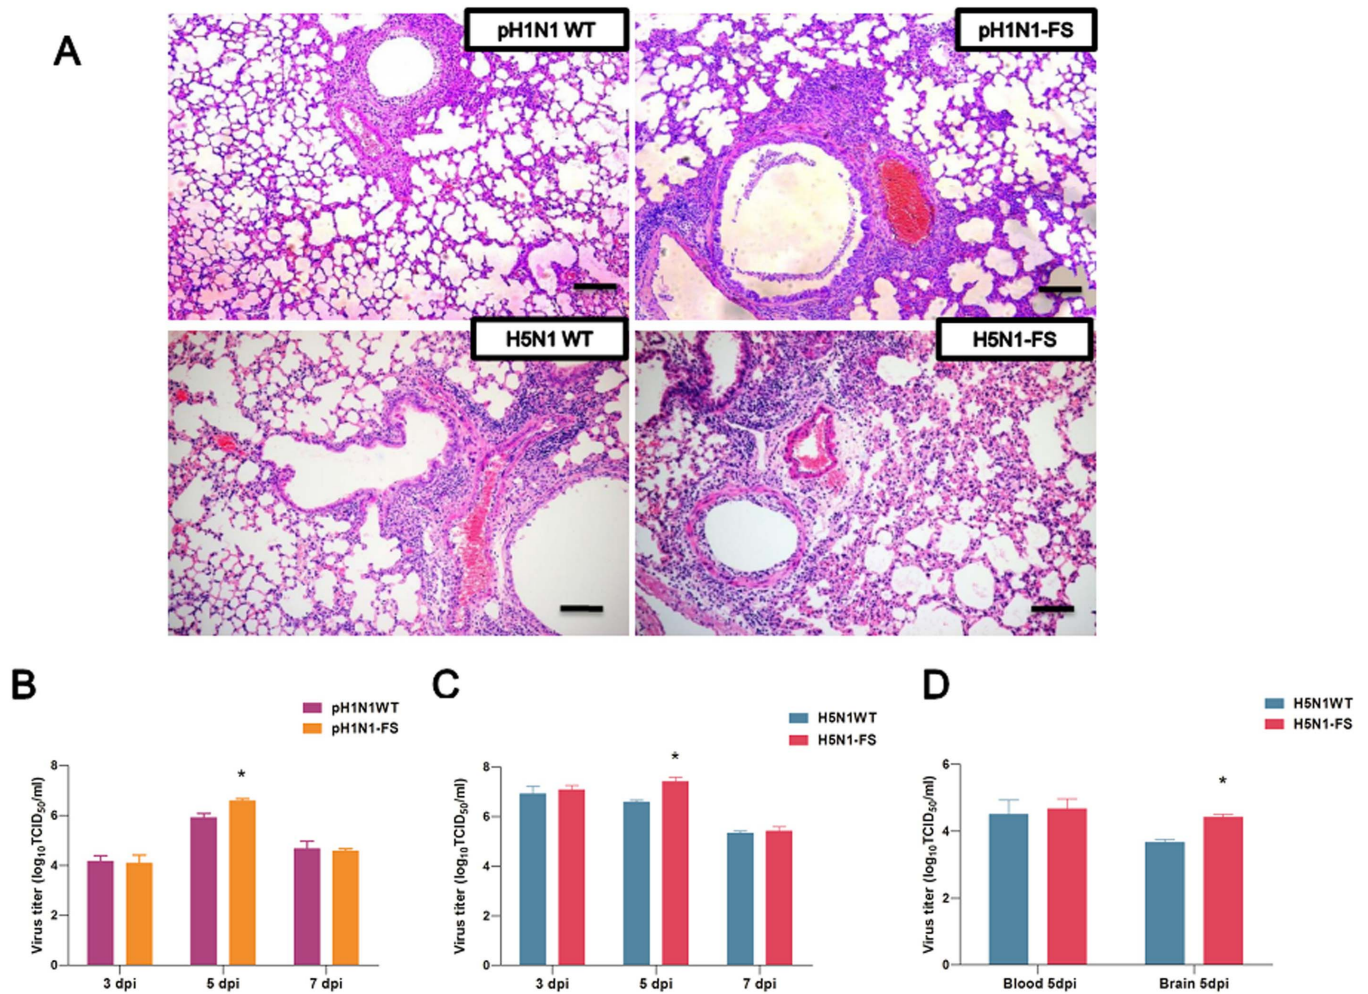 A
pH1N1 WT
pH1N1-FS
H5N1 WT
H5N1-FS
B
pH1N1WT
pH1N1-FS
Virus titer (log10TCID50/ml)
8
6
4
2
0
*
3 dpi
5 dpi
7 dpi
C
H5N1WT
H5N1-FS
Virus titer (log10TCID50/ml)
8
6
4
2
0
*
3 dpi
5 dpi
7 dpi
D
H5N1WT
H5N1-FS
Virus titer (log10TCID50/ml)
6
4
2
0
*
Blood 5dpi
Brain 5dpi